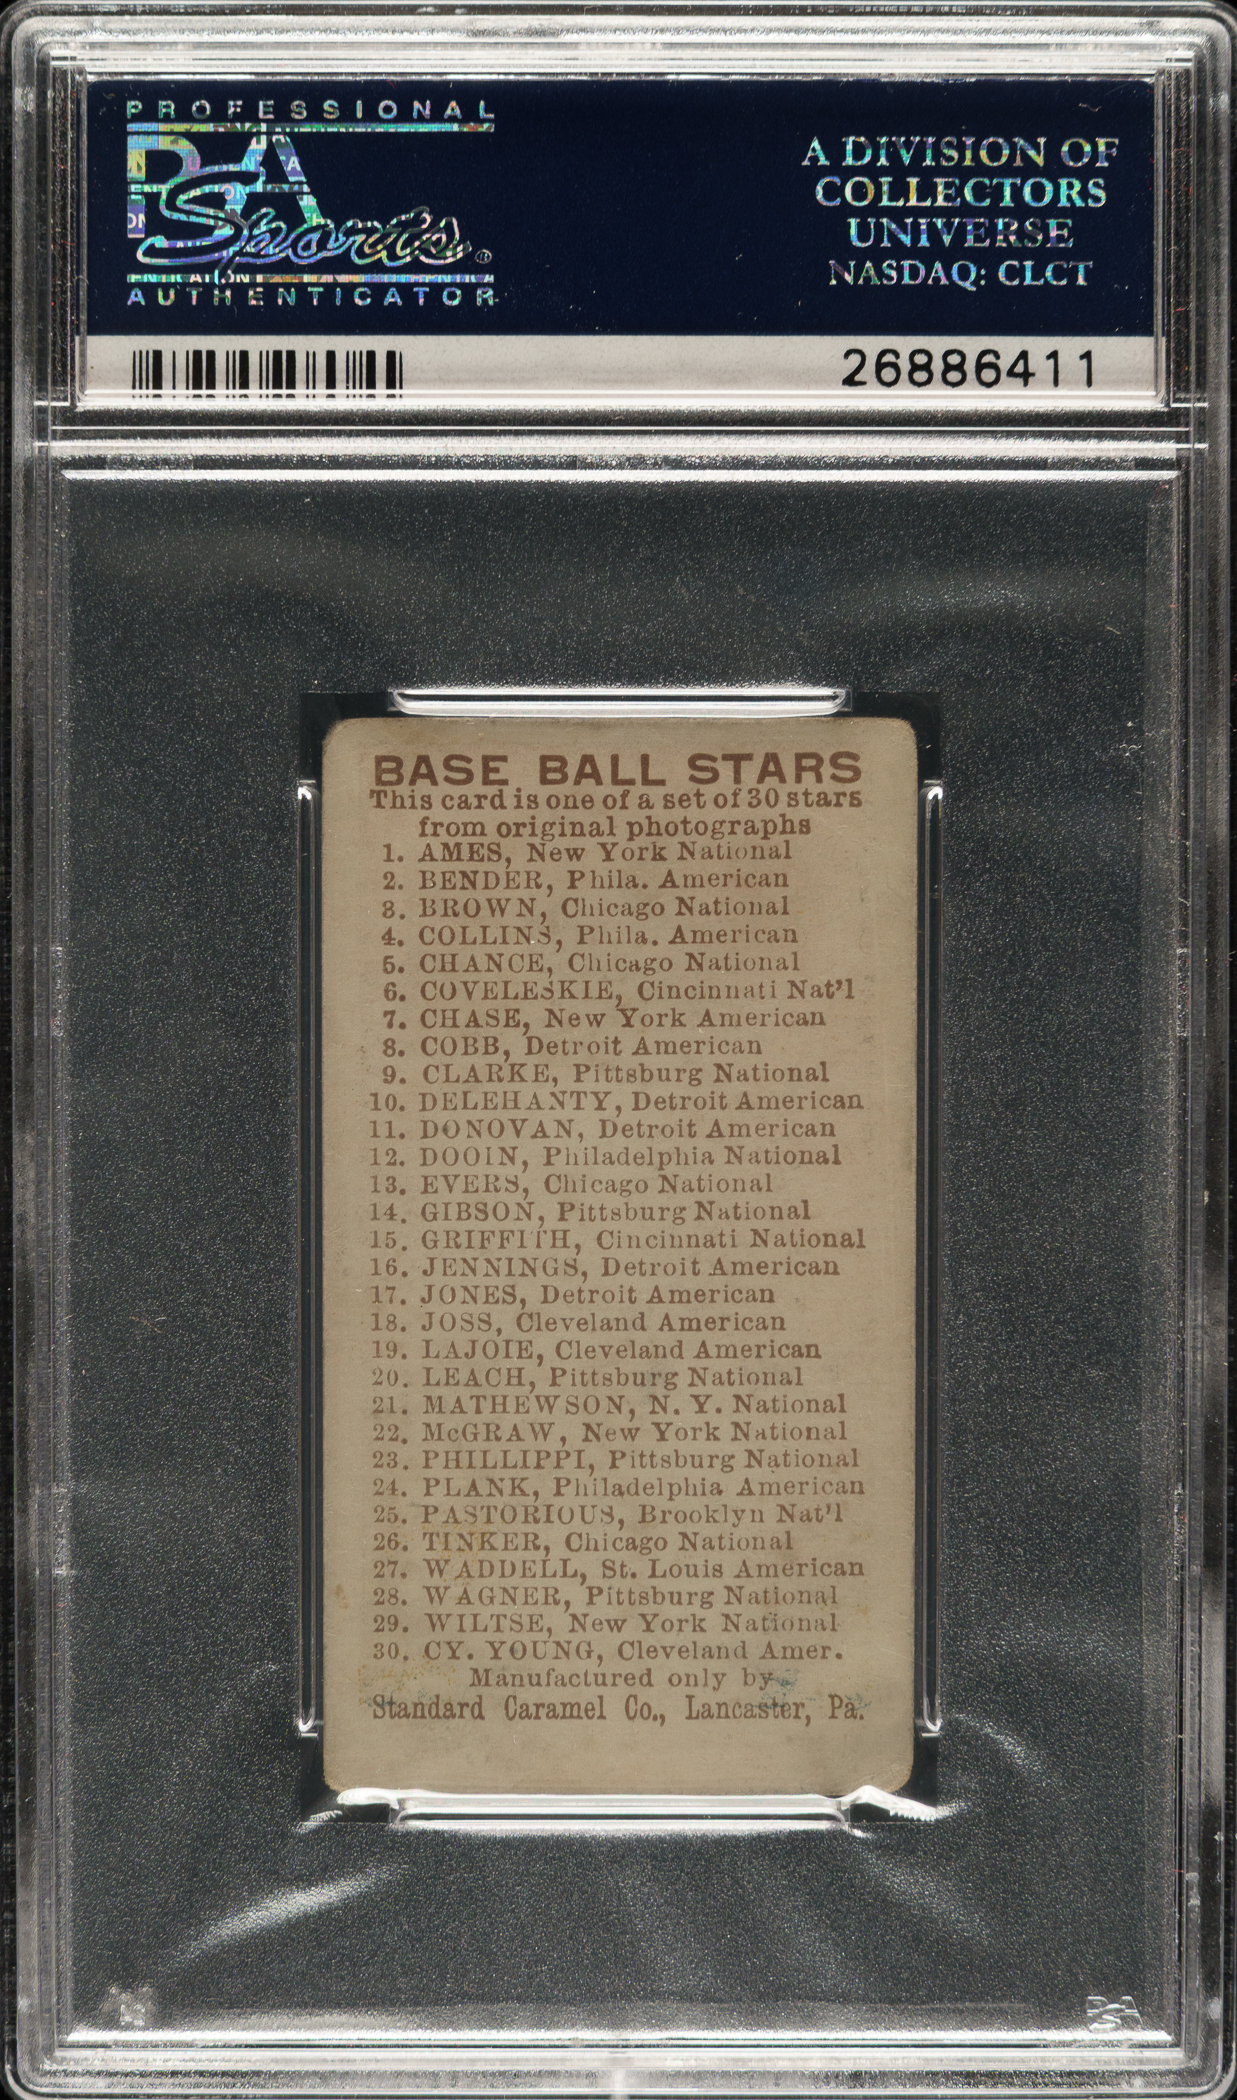 PROFESSIONAL
PSA
Sports®
AUTHENTICATOR
A DIVISION OF
COLLECTORS
UNIVERSE
NASDAQ: CLCT
26886411
BASE BALL STARS
This card is one of a set of 30 stars
from original photographs
1. AMES, New York National
2. BENDER, Phila. American
3. BROWN, Chicago National
4. COLLINS, Phila. American
5. CHANCE, Chicago National
6. COVELESKIE, Cincinnati Nat'l
7. CHASE, New York American
8. COBB, Detroit American
9. CLARKE, Pittsburg National
10. DELEHANTY, Detroit American
11. DONOVAN, Detroit American
12. DOOIN, Philadelphia National
13. EVERS, Chicago National
14. GIBSON, Pittsburg National
15. GRIFFITH, Cincinnati National
16. JENNINGS, Detroit American
17. JONES, Detroit American
18. JOSS, Cleveland American
19. LAJOIE, Cleveland American
20. LEACH, Pittsburg National
21. MATHEWSON, N. Y. National
22. McGRAW, New York National
23. PHILLIPPI, Pittsburg National
24. PLANK, Philadelphia American
25. PASTORIOUS, Brooklyn Nat'l
26. TINKER, Chicago National
27. WADDELL, St. Louis American
28. WAGNER, Pittsburg National
29. WILTSE, New York National
30. CY. YOUNG, Cleveland Amer.
Manufactured only by
Standard Caramel Co., Lancaster, Pa.
PSA